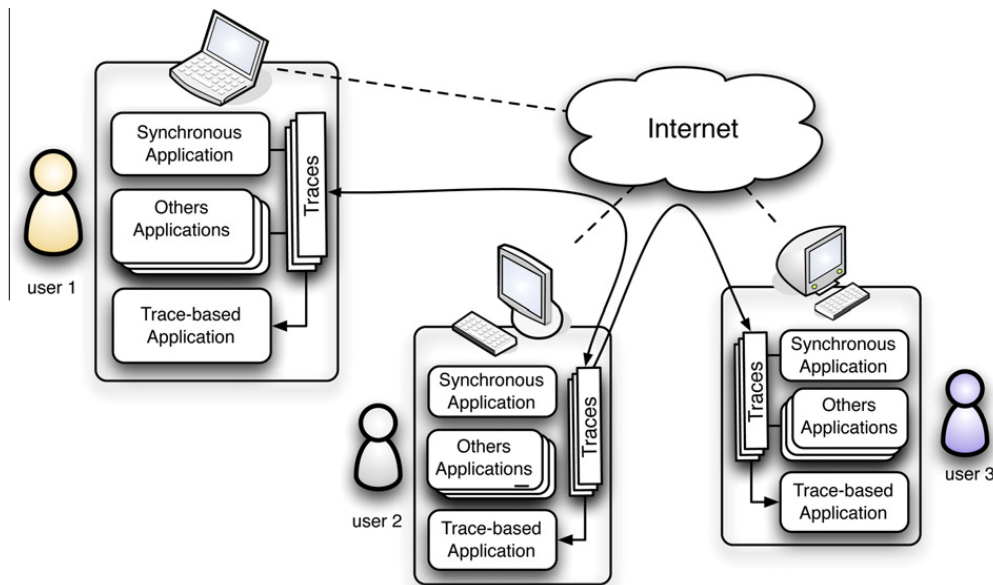 Internet
Synchronous
Application
Others
Applications
Trace-based
Application
Traces
user 1
Synchronous
Application
Others
Applications
Trace-based
Application
Traces
user 2
Traces
Synchronous
Application
Others
Applications
Trace-based
Application
user 3